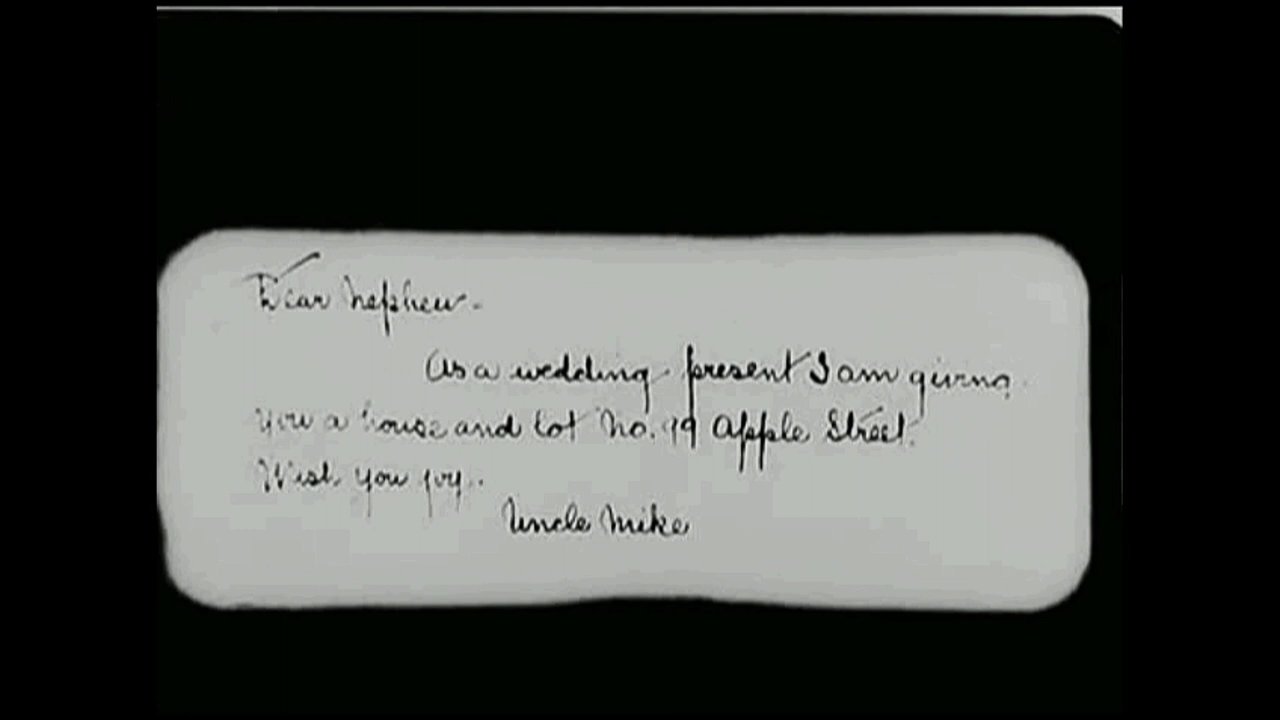 Dear Nephew -
As a wedding present I am giving
you a house and lot No. 99 Apple Street.
Wish you joy.
Uncle Mike